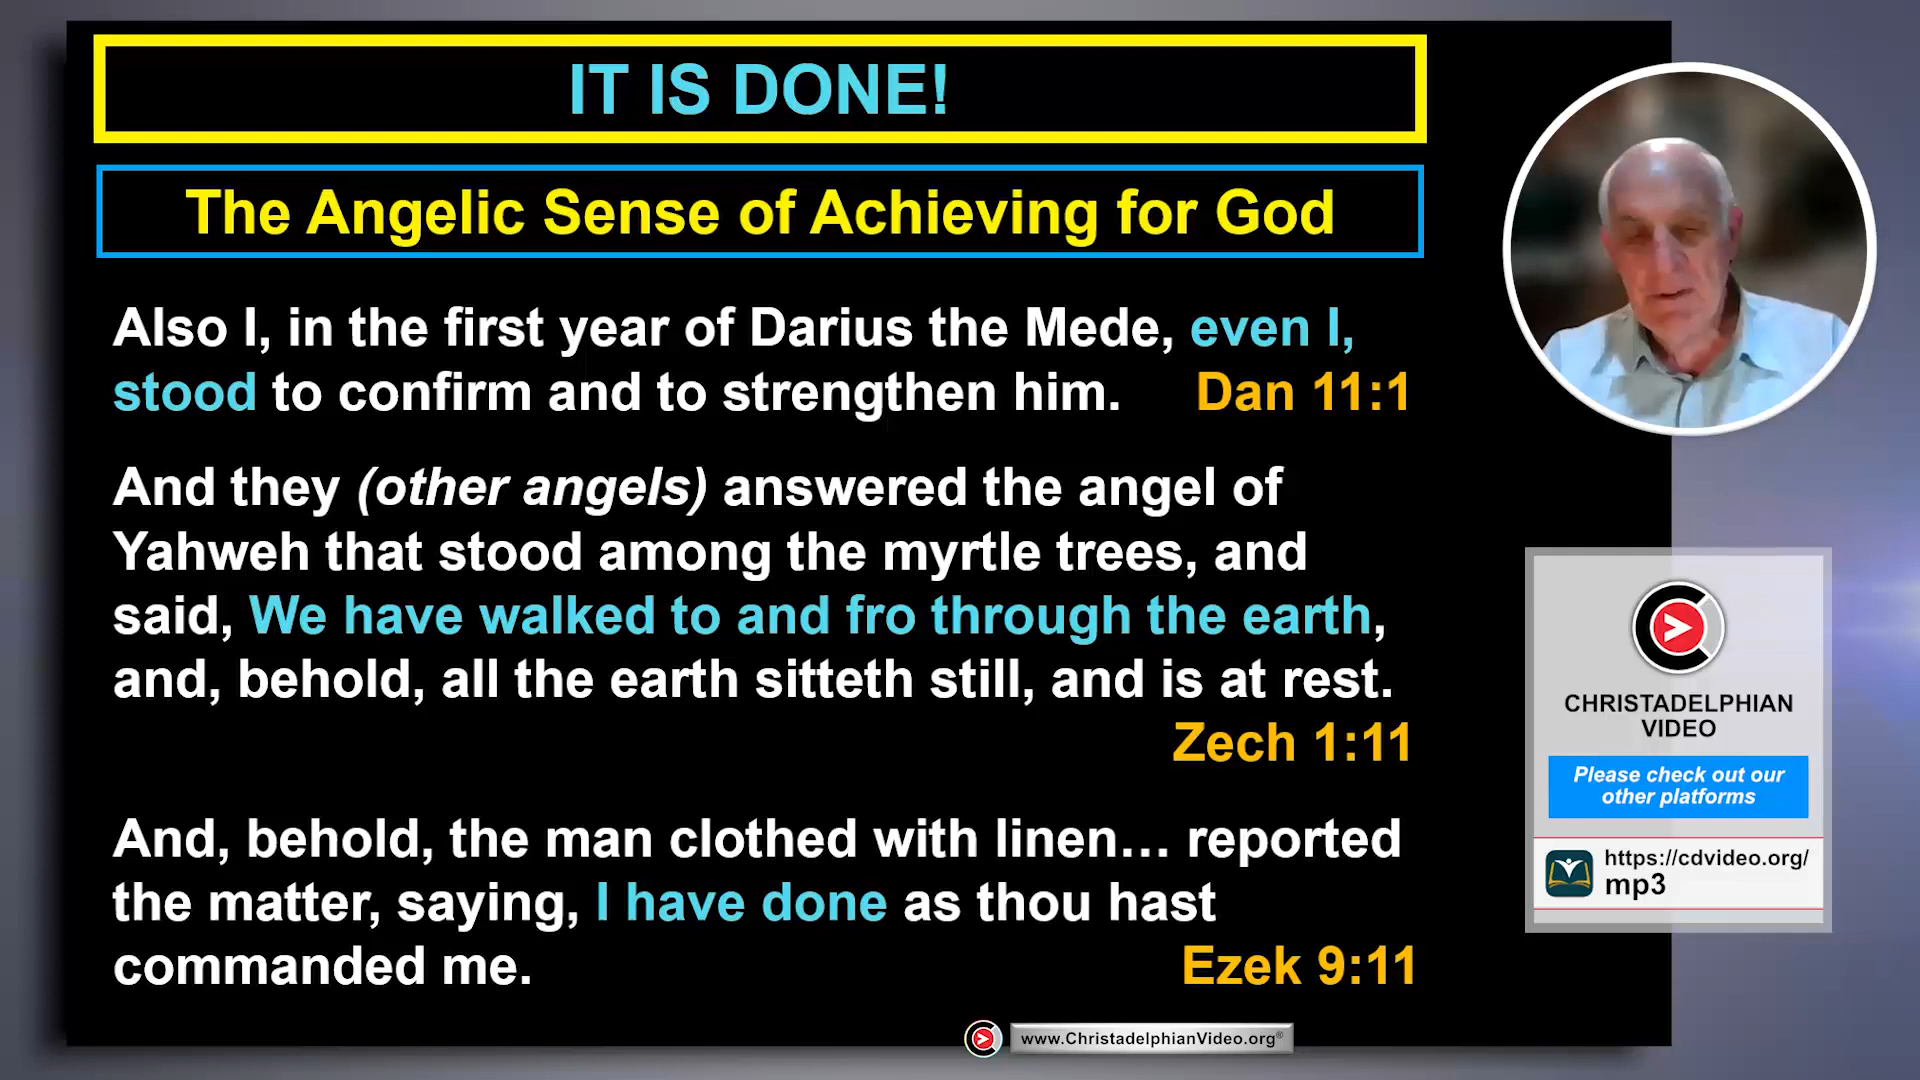 IT IS DONE!
The Angelic Sense of Achieving for God
Also I, in the first year of Darius the Mede, even I,
stood to confirm and to strengthen him. Dan 11:1
And they (other angels) answered the angel of
Yahweh that stood among the myrtle trees, and
said, We have walked to and fro through the earth,
and, behold, all the earth sitteth still, and is at rest.
Zech 1:11
And, behold, the man clothed with linen... reported
the matter, saying, I have done as thou hast
commanded me. Ezek 9:11
www.ChristadelphianVideo.org®
CHRISTADELPHIAN
VIDEO
Please check out our
other platforms
https://cdvideo.org/
mp3